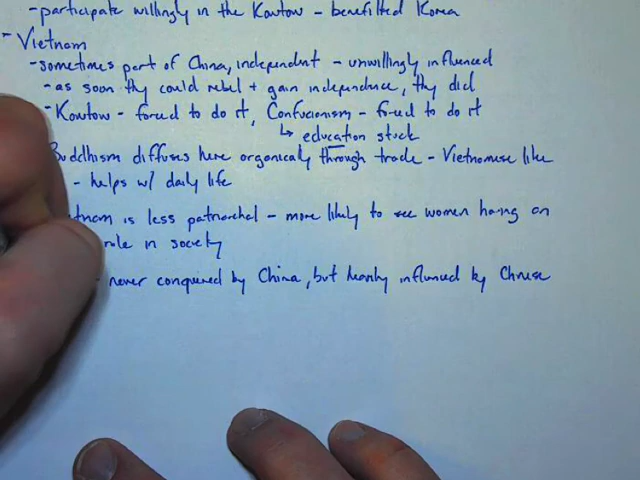 -participate willingly in the Kowtow - benefitted Korea
- Vietnam
-sometimes part of China, independent - unwillingly influenced
-as soon thy could rebel + gain independence, thy did
- Kowtow - forced to do it, Confucianism - forced to do it
↳ education stuck
Buddhism diffuses here organically through trade - Vietnamese like
- helps w/ daily life
is less patriarchal - more likely to see women having an
role in society
- never conquered by China, but heavily influenced by Chinese